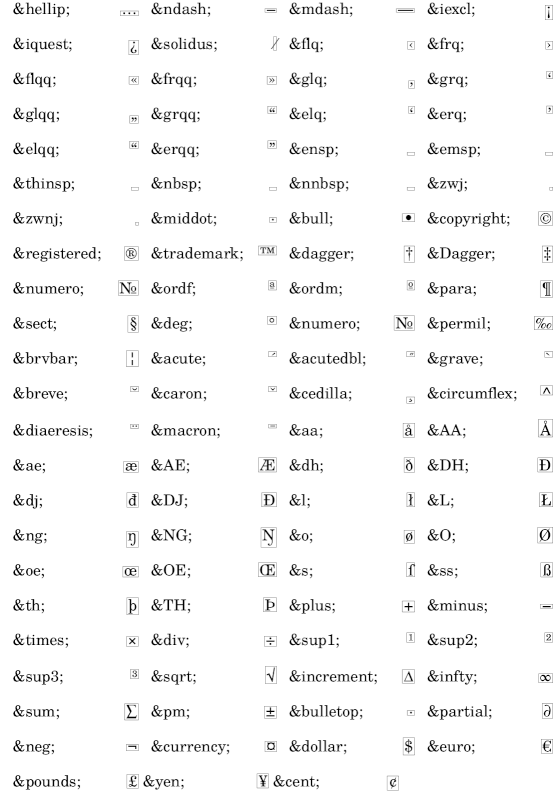 &hellip; … &ndash; – &mdash; — &iexcl; ¡
&iquest; ¿ &solidus; ⁄ &flq; ‹ &frq; ›
&flqq; « &frqq; » &glq; ‚ &grq; ‘
&glqq; „ &grqq; “ &elq; ‘ &erq; ’
&elqq; “ &erqq; ” &ensp; &emsp;
&thinsp; &nbsp; &nnbsp; &zwj;
&zwnj; &middot; · &bull; • &copyright; ©
&registered; ® &trademark; ™ &dagger; † &Dagger; ‡
&numero; № &ordf; ª &ordm; º &para; ¶
&sect; § &deg; ° &numero; № &permil; ‰
&brvbar; ¦ &acute; ´ &acutedbl; ˝ &grave; `
&breve; ˘ &caron; ˇ &cedilla; ¸ &circumflex; ^
&diaeresis; ¨ &macron; ¯ &aa; å &AA; Å
&ae; æ &AE; Æ &dh; ð &DH; Ð
&dj; đ &DJ; Đ &l; ł &L; Ł
&ng; ŋ &NG; Ŋ &o; ø &O; Ø
&oe; œ &OE; Œ &s; ſ &ss; ß
&th; þ &TH; Þ &plus; + &minus; −
&times; × &div; ÷ &sup1; ¹ &sup2; ²
&sup3; ³ &sqrt; √ &increment; ∆ &infty; ∞
&sum; ∑ &pm; ± &bulletop; ∙ &partial; ∂
&neg; ¬ &currency; ¤ &dollar; $ &euro; €
&pounds; £ &yen; ¥ &cent; ¢